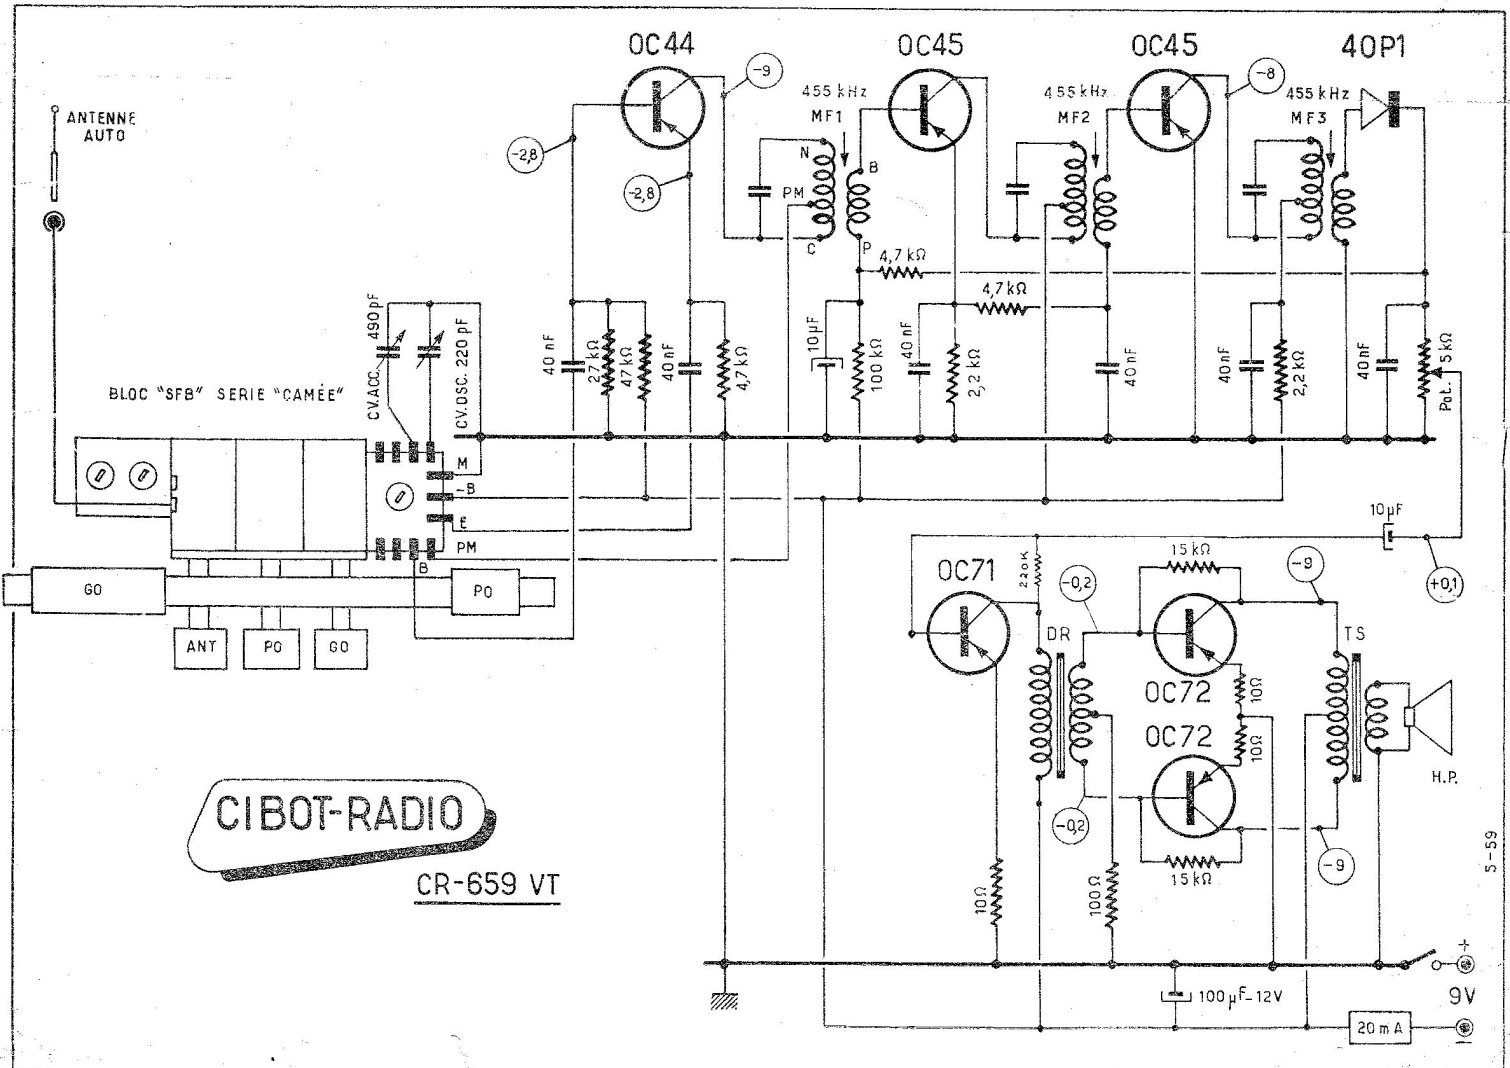 OC44
OC45
OC45
40P1
-9
-8
455 kHz
MF1
455 kHz
MF2
455 kHz
MF3
ANTENNE
AUTO
-2,8
-2,8
N
PM
C
B
P
4,7 kΩ
4,7 kΩ
CV.ACC. 490 pF
CV.OSC. 220 pF
40 nF
27 kΩ
47 kΩ
40 nF
4,7 kΩ
10 µF
100 kΩ
40 nF
2,2 kΩ
40 nF
40 nF
2,2 kΩ
40 nF
Pot. 5 kΩ
BLOC "SFB" SERIE "CAMÉE"
M
-B
E
PM
B
GO
PO
ANT
PO
GO
10 µF
+0,1
OC71
220K
15 kΩ
-0,2
-9
DR
TS
OC72
10Ω
OC72
10Ω
H.P.
-0,2
15 kΩ
-9
10Ω
100Ω
CIBOT-RADIO
CR-659 VT
5-59
+
100 µF-12V
9V
20 mA
-